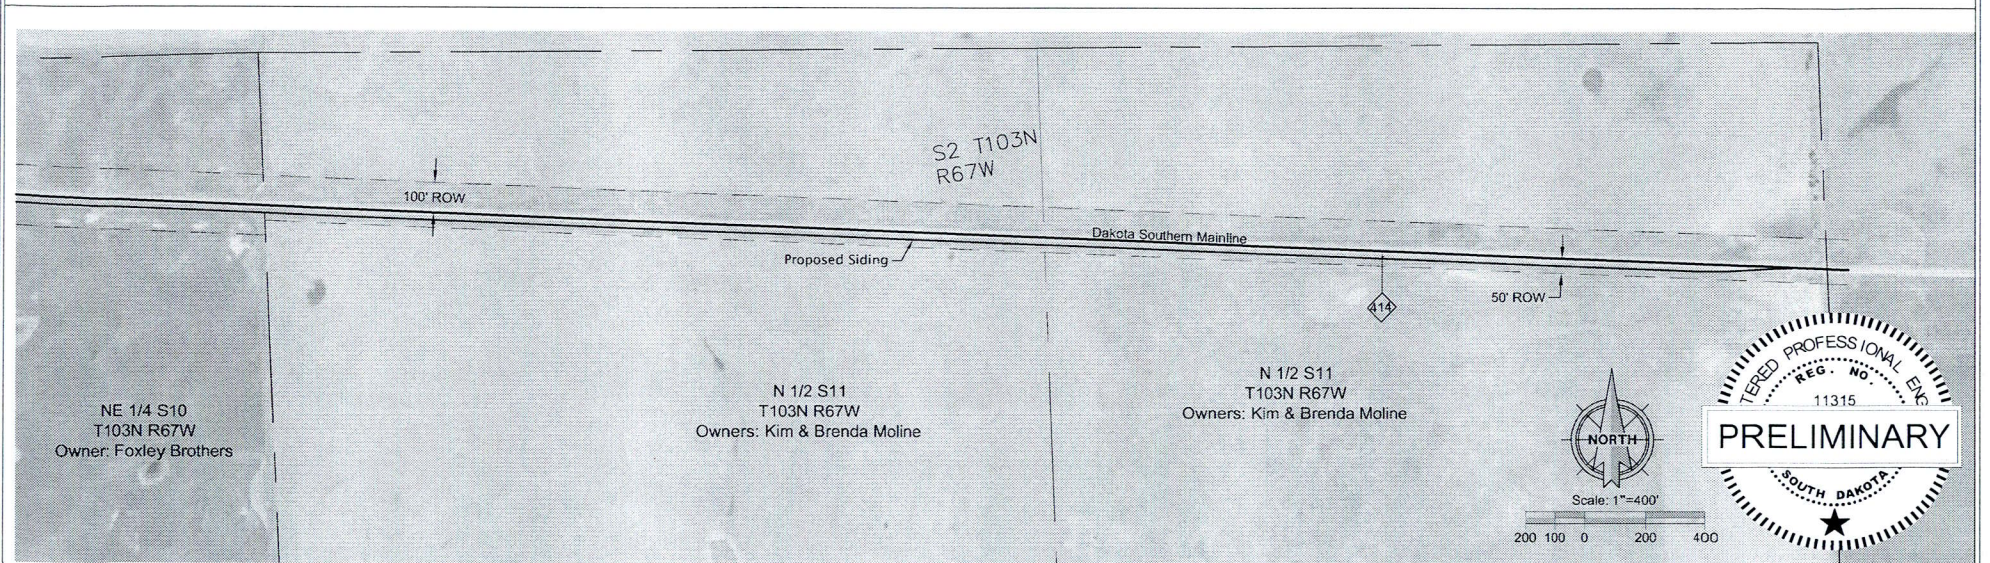 S2 T103N
R67W
100' ROW
Dakota Southern Mainline
Proposed Siding
50' ROW
414
NE 1/4 S10
T103N R67W
Owner: Foxley Brothers
N 1/2 S11
T103N R67W
Owners: Kim & Brenda Moline
N 1/2 S11
T103N R67W
Owners: Kim & Brenda Moline
NORTH
Scale: 1"=400'
200 100 0 200 400
TERED PROFESSIONAL ENG
REG. NO.
11315
PRELIMINARY
SOUTH DAKOTA